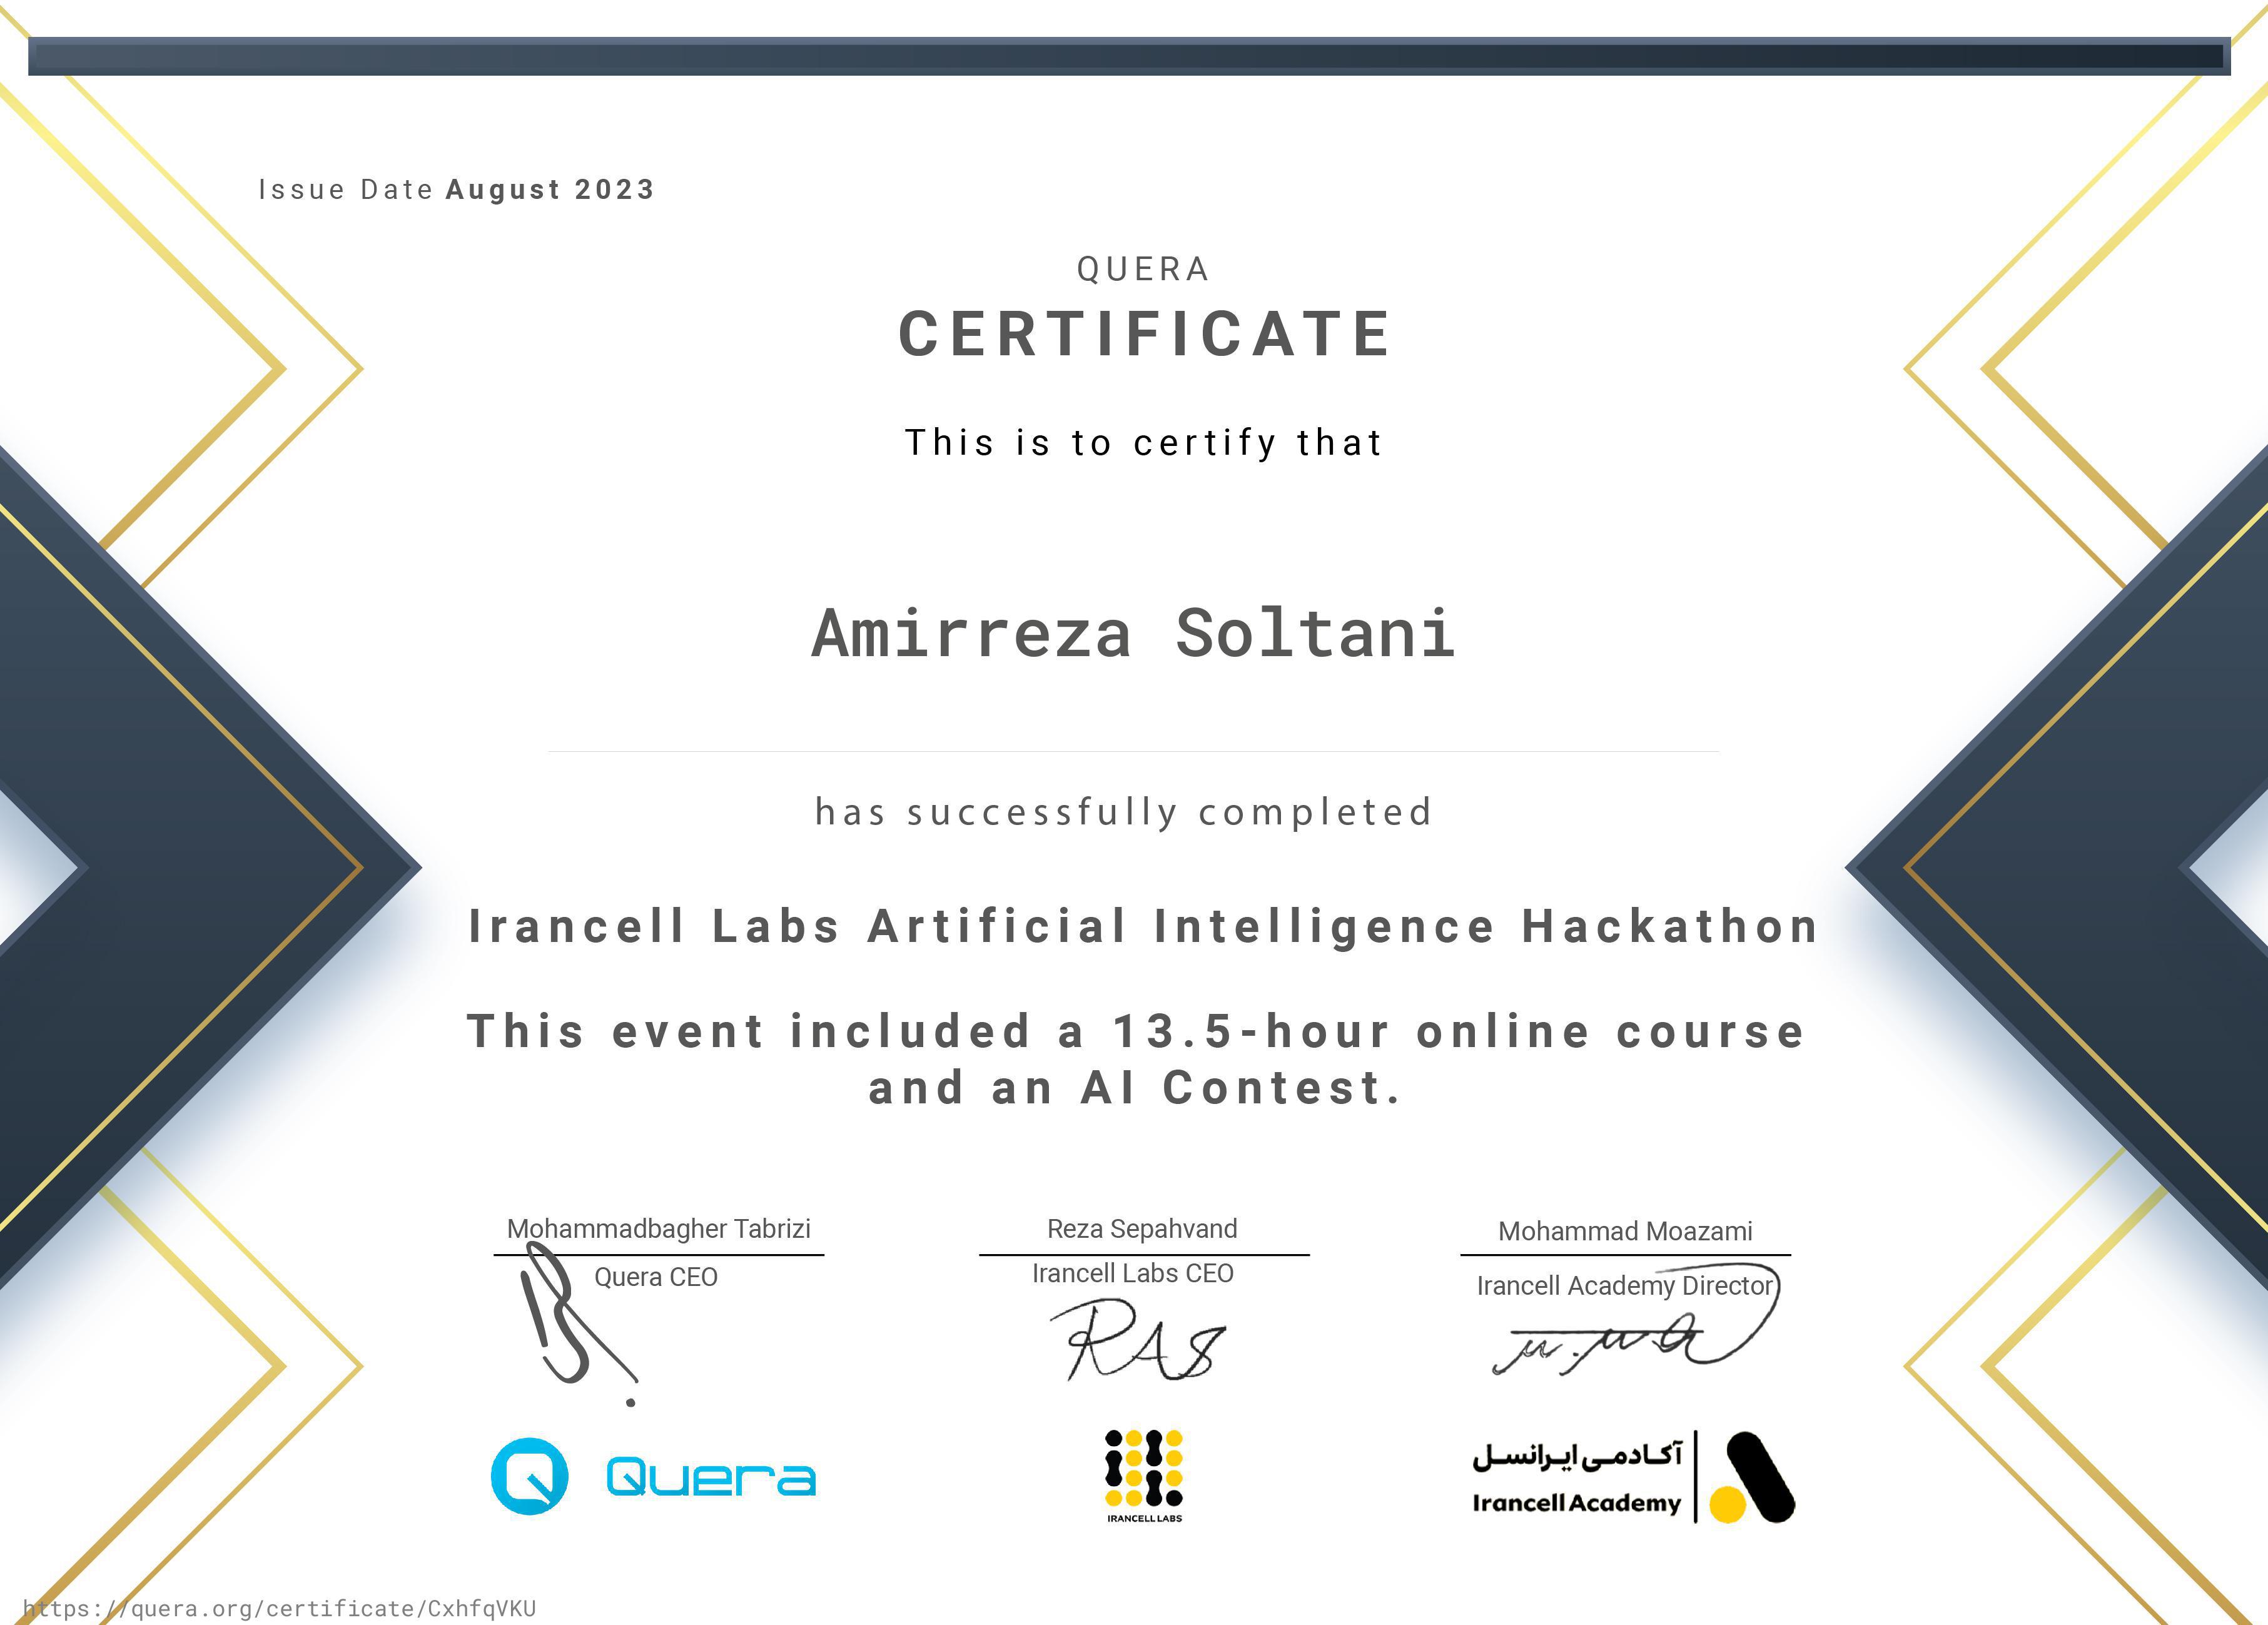 Issue Date August 2023
QUERA
CERTIFICATE
This is to certify that
Amirreza Soltani
has successfully completed
Irancell Labs Artificial Intelligence Hackathon
This event included a 13.5-hour online course
and an AI Contest.
Mohammadbagher Tabrizi
Quera CEO
Reza Sepahvand
Irancell Labs CEO
RAS
Mohammad Moazami
Irancell Academy Director
Quera
IRANCELL LABS
آکادمی ایرانسل
Irancell Academy
https://quera.org/certificate/CxhfqVKU